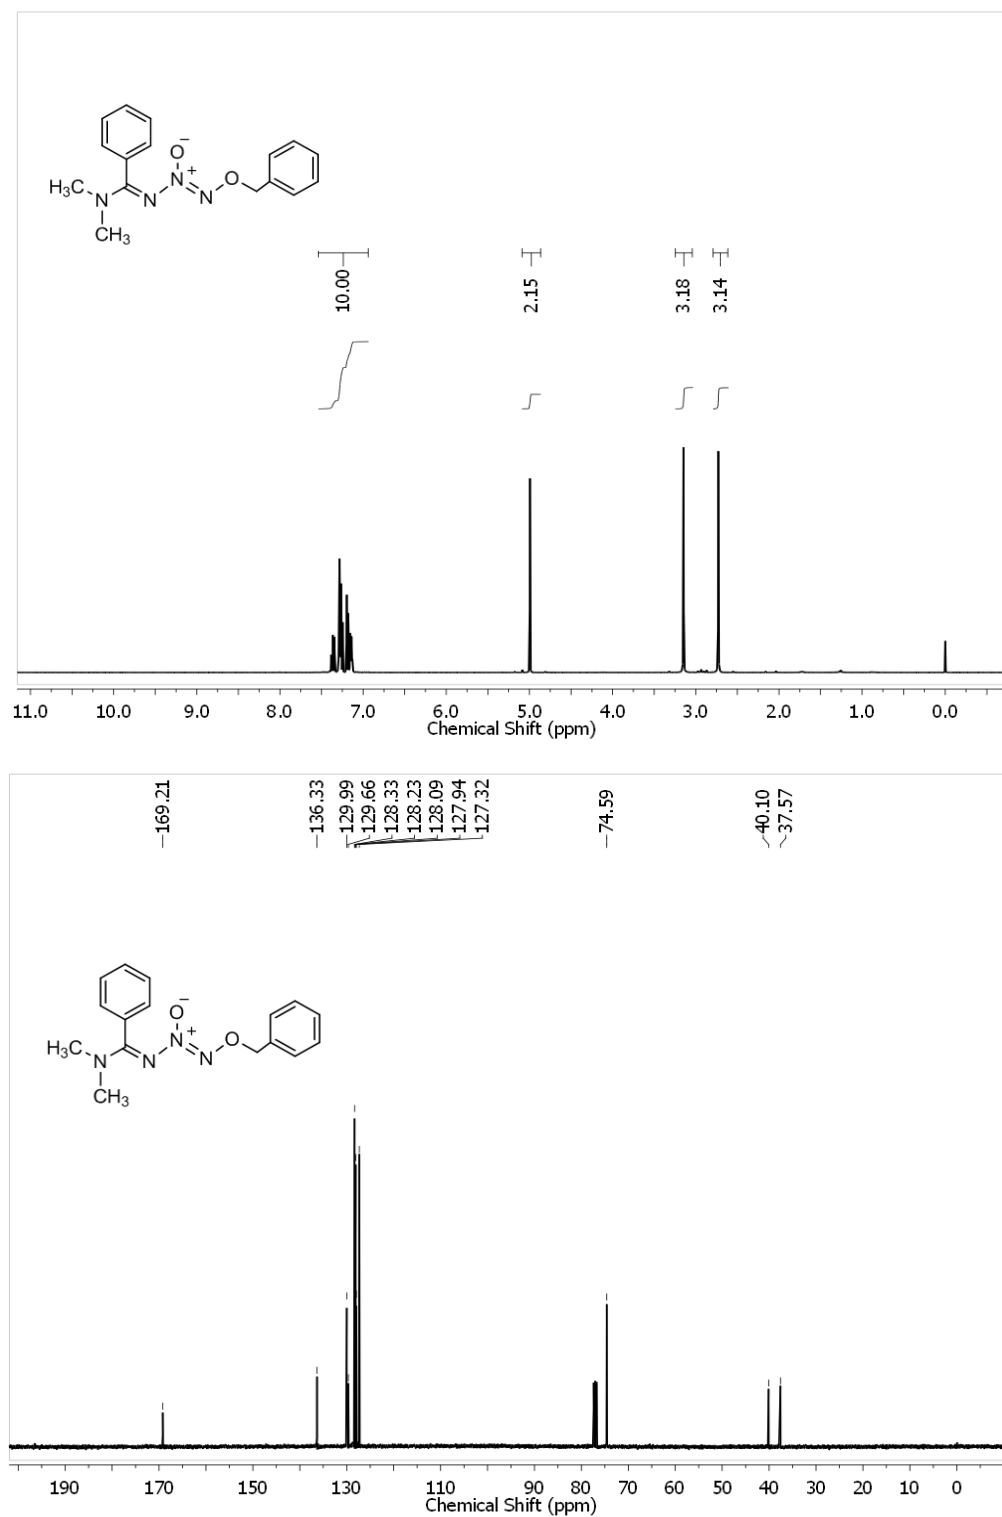 O−
N+
N
O
N
N
H3C
CH3
10.00
2.15
3.18
3.14
11.0 10.0 9.0 8.0 7.0 6.0 5.0 4.0 3.0 2.0 1.0 0.0
Chemical Shift (ppm)
169.21
136.33
129.99
129.66
128.33
128.23
128.09
127.94
127.32
74.59
40.10
37.57
O−
N+
N
O
N
N
H3C
CH3
190 170 150 130 110 90 80 70 60 50 40 30 20 10 0
Chemical Shift (ppm)